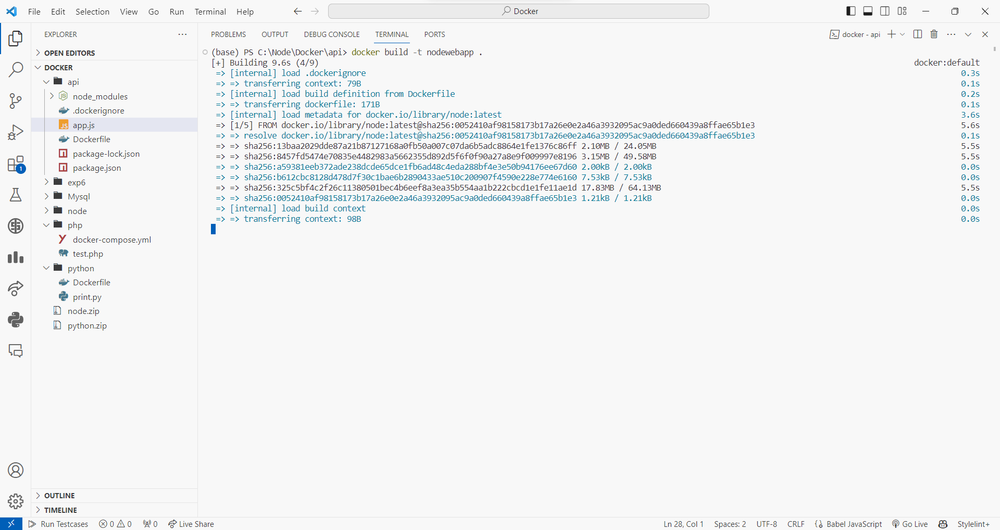 File Edit Selection View Go Run Terminal Help
Docker
EXPLORER
OPEN EDITORS
DOCKER
api
node_modules
.dockerignore
app.js
Dockerfile
package-lock.json
package.json
exp6
Mysql
node
php
docker-compose.yml
test.php
python
Dockerfile
print.py
node.zip
python.zip
OUTLINE
TIMELINE
1
PROBLEMS OUTPUT DEBUG CONSOLE TERMINAL PORTS
docker - api
(base) PS C:\Node\Docker\api> docker build -t nodewebapp .
[+] Building 9.6s (4/9) docker:default
=> [internal] load .dockerignore 0.3s
=> => transferring context: 79B 0.1s
=> [internal] load build definition from Dockerfile 0.2s
=> => transferring dockerfile: 171B 0.1s
=> [internal] load metadata for docker.io/library/node:latest 3.6s
=> [1/5] FROM docker.io/library/node:latest@sha256:0052410af98158173b17a26e0e2a46a3932095ac9a0ded660439a8ffae65b1e3 5.6s
=> => resolve docker.io/library/node:latest@sha256:0052410af98158173b17a26e0e2a46a3932095ac9a0ded660439a8ffae65b1e3 0.1s
=> => sha256:13baa2029dde87a21b87127168a0fb50a007c07da6b5adc8864e1fe1376c86ff 2.10MB / 24.05MB 5.5s
=> => sha256:8457fd5474e70835e4482983a5662355d892d5f6f0f90a27a8e9f009997e8196 3.15MB / 49.58MB 5.5s
=> => sha256:a59381eeb372ade238dcde65dce1fb6ad48c4eda288bf4e3e50b94176ee67d60 2.00kB / 2.00kB 0.0s
=> => sha256:b612cbc8128d478d7f30c1bae6b2890433ae510c200907f4590e228e774e6160 7.53kB / 7.53kB 0.0s
=> => sha256:325c5bf4c2f26c11380501bec4b6eef8a3ea35b554aa1b222cbcd1e1fe11ae1d 17.83MB / 64.13MB 5.5s
=> => sha256:0052410af98158173b17a26e0e2a46a3932095ac9a0ded660439a8ffae65b1e3 1.21kB / 1.21kB 0.0s
=> [internal] load build context 0.0s
=> => transferring context: 98B 0.0s
Run Testcases 0 0 0 Live Share Ln 28, Col 1 Spaces: 2 UTF-8 CRLF Babel JavaScript Go Live Stylelint+